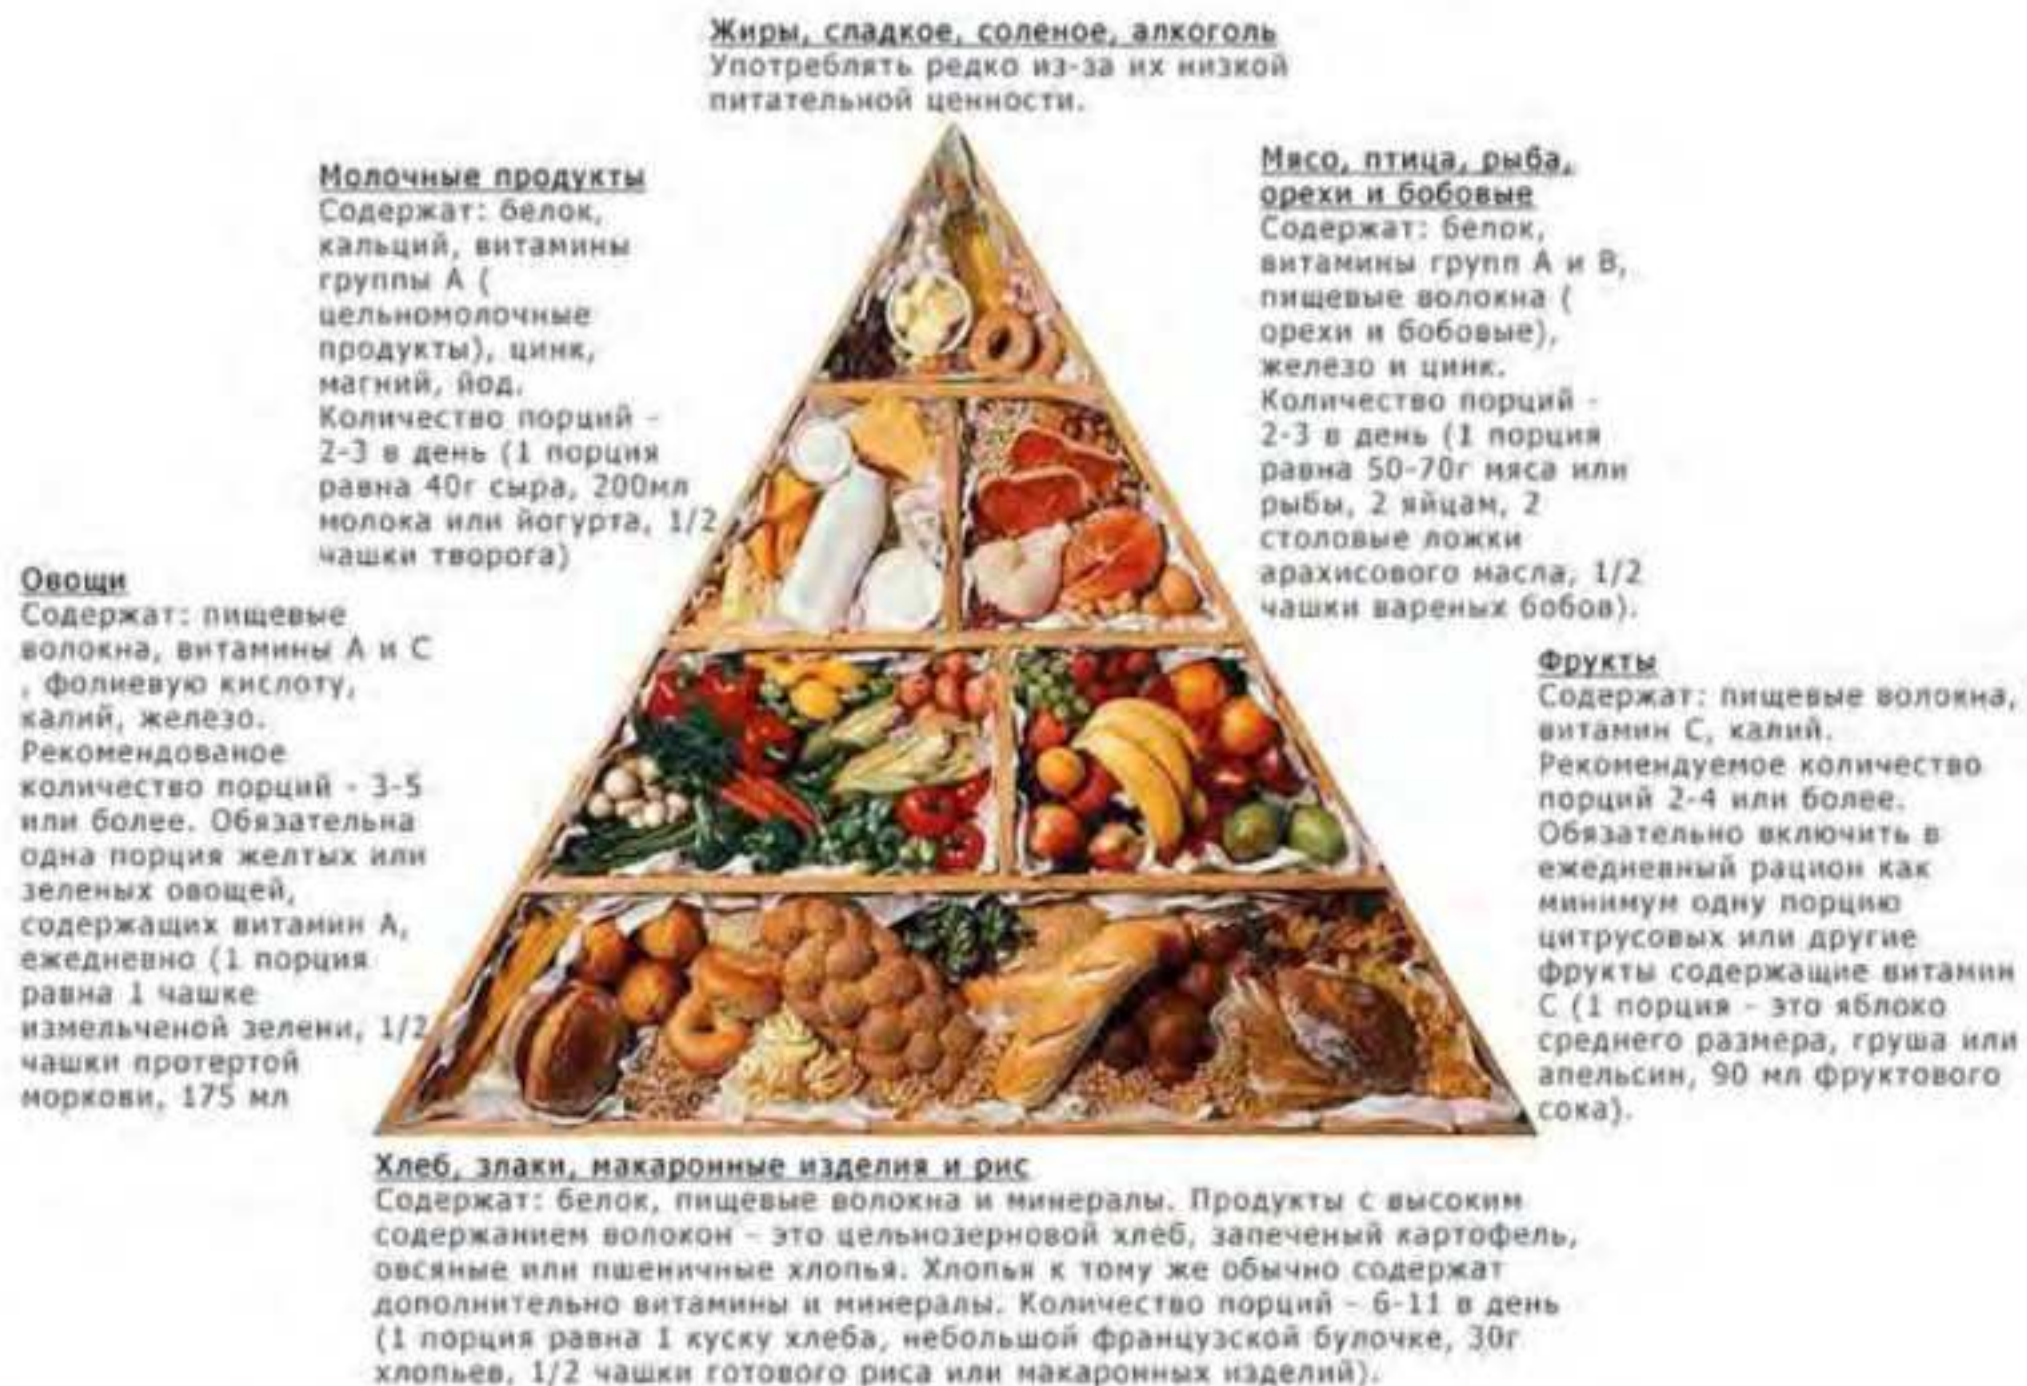 Жиры, сладкое, соленое, алкоголь
Употреблять редко из-за их низкой
питательной ценности.
Молочные продукты
Содержат: белок,
кальций, витамины
группы А (
цельномолочные
продукты), цинк,
магний, йод.
Количество порций -
2-3 в день (1 порция
равна 40г сыра, 200мл
молока или йогурта, 1/2
чашки творога)
Мясо, птица, рыба,
орехи и бобовые
Содержат: белок,
витамины групп А и В,
пищевые волокна (
орехи и бобовые),
железо и цинк.
Количество порций -
2-3 в день (1 порция
равна 50-70г мяса или
рыбы, 2 яйцам, 2
столовые ложки
арахисового масла, 1/2
чашки вареных бобов).
Овощи
Содержат: пищевые
волокна, витамины А и С
, фолиевую кислоту,
калий, железо.
Рекомендованое
количество порций - 3-5
или более. Обязательна
одна порция желтых или
зеленых овощей,
содержащих витамин А,
ежедневно (1 порция
равна 1 чашке
измельченой зелени, 1/2
чашки протертой
моркови, 175 мл
Фрукты
Содержат: пищевые волокна,
витамин С, калий.
Рекомендуемое количество
порций 2-4 или более.
Обязательно включить в
ежедневный рацион как
минимум одну порцию
цитрусовых или другие
фрукты содержащие витамин
С (1 порция - это яблоко
среднего размера, груша или
апельсин, 90 мл фруктового
сока).
Хлеб, злаки, макаронные изделия и рис
Содержат: белок, пищевые волокна и минералы. Продукты с высоким
содержанием волокон - это цельнозерновой хлеб, запеченый картофель,
овсяные или пшеничные хлопья. Хлопья к тому же обычно содержат
дополнительно витамины и минералы. Количество порций - 6-11 в день
(1 порция равна 1 куску хлеба, небольшой французской булочке, 30г
хлопьев, 1/2 чашки готового риса или макаронных изделий).